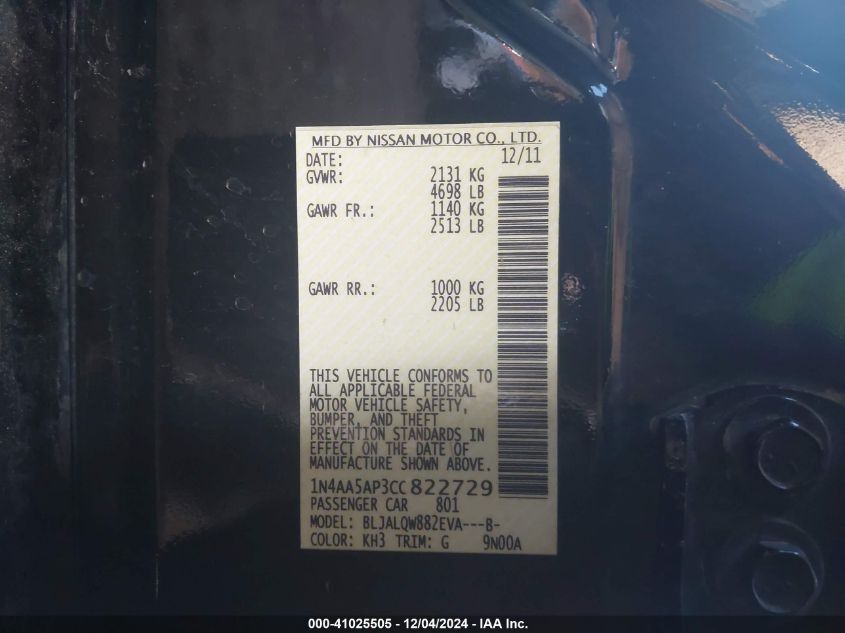 MFD BY NISSAN MOTOR CO., LTD.
DATE: 12/11
GVWR: 2131 KG
4698 LB
GAWR FR.: 1140 KG
2513 LB
GAWR RR.: 1000 KG
2205 LB
THIS VEHICLE CONFORMS TO
ALL APPLICABLE FEDERAL
MOTOR VEHICLE SAFETY,
BUMPER, AND THEFT
PREVENTION STANDARDS IN
EFFECT ON THE DATE OF
MANUFACTURE SHOWN ABOVE.
1N4AA5AP3CC822729
PASSENGER CAR 801
MODEL: BLJALQW882EVA---B-
COLOR: KH3 TRIM: G 9N00A
000-41025505 - 12/04/2024 - IAA Inc.